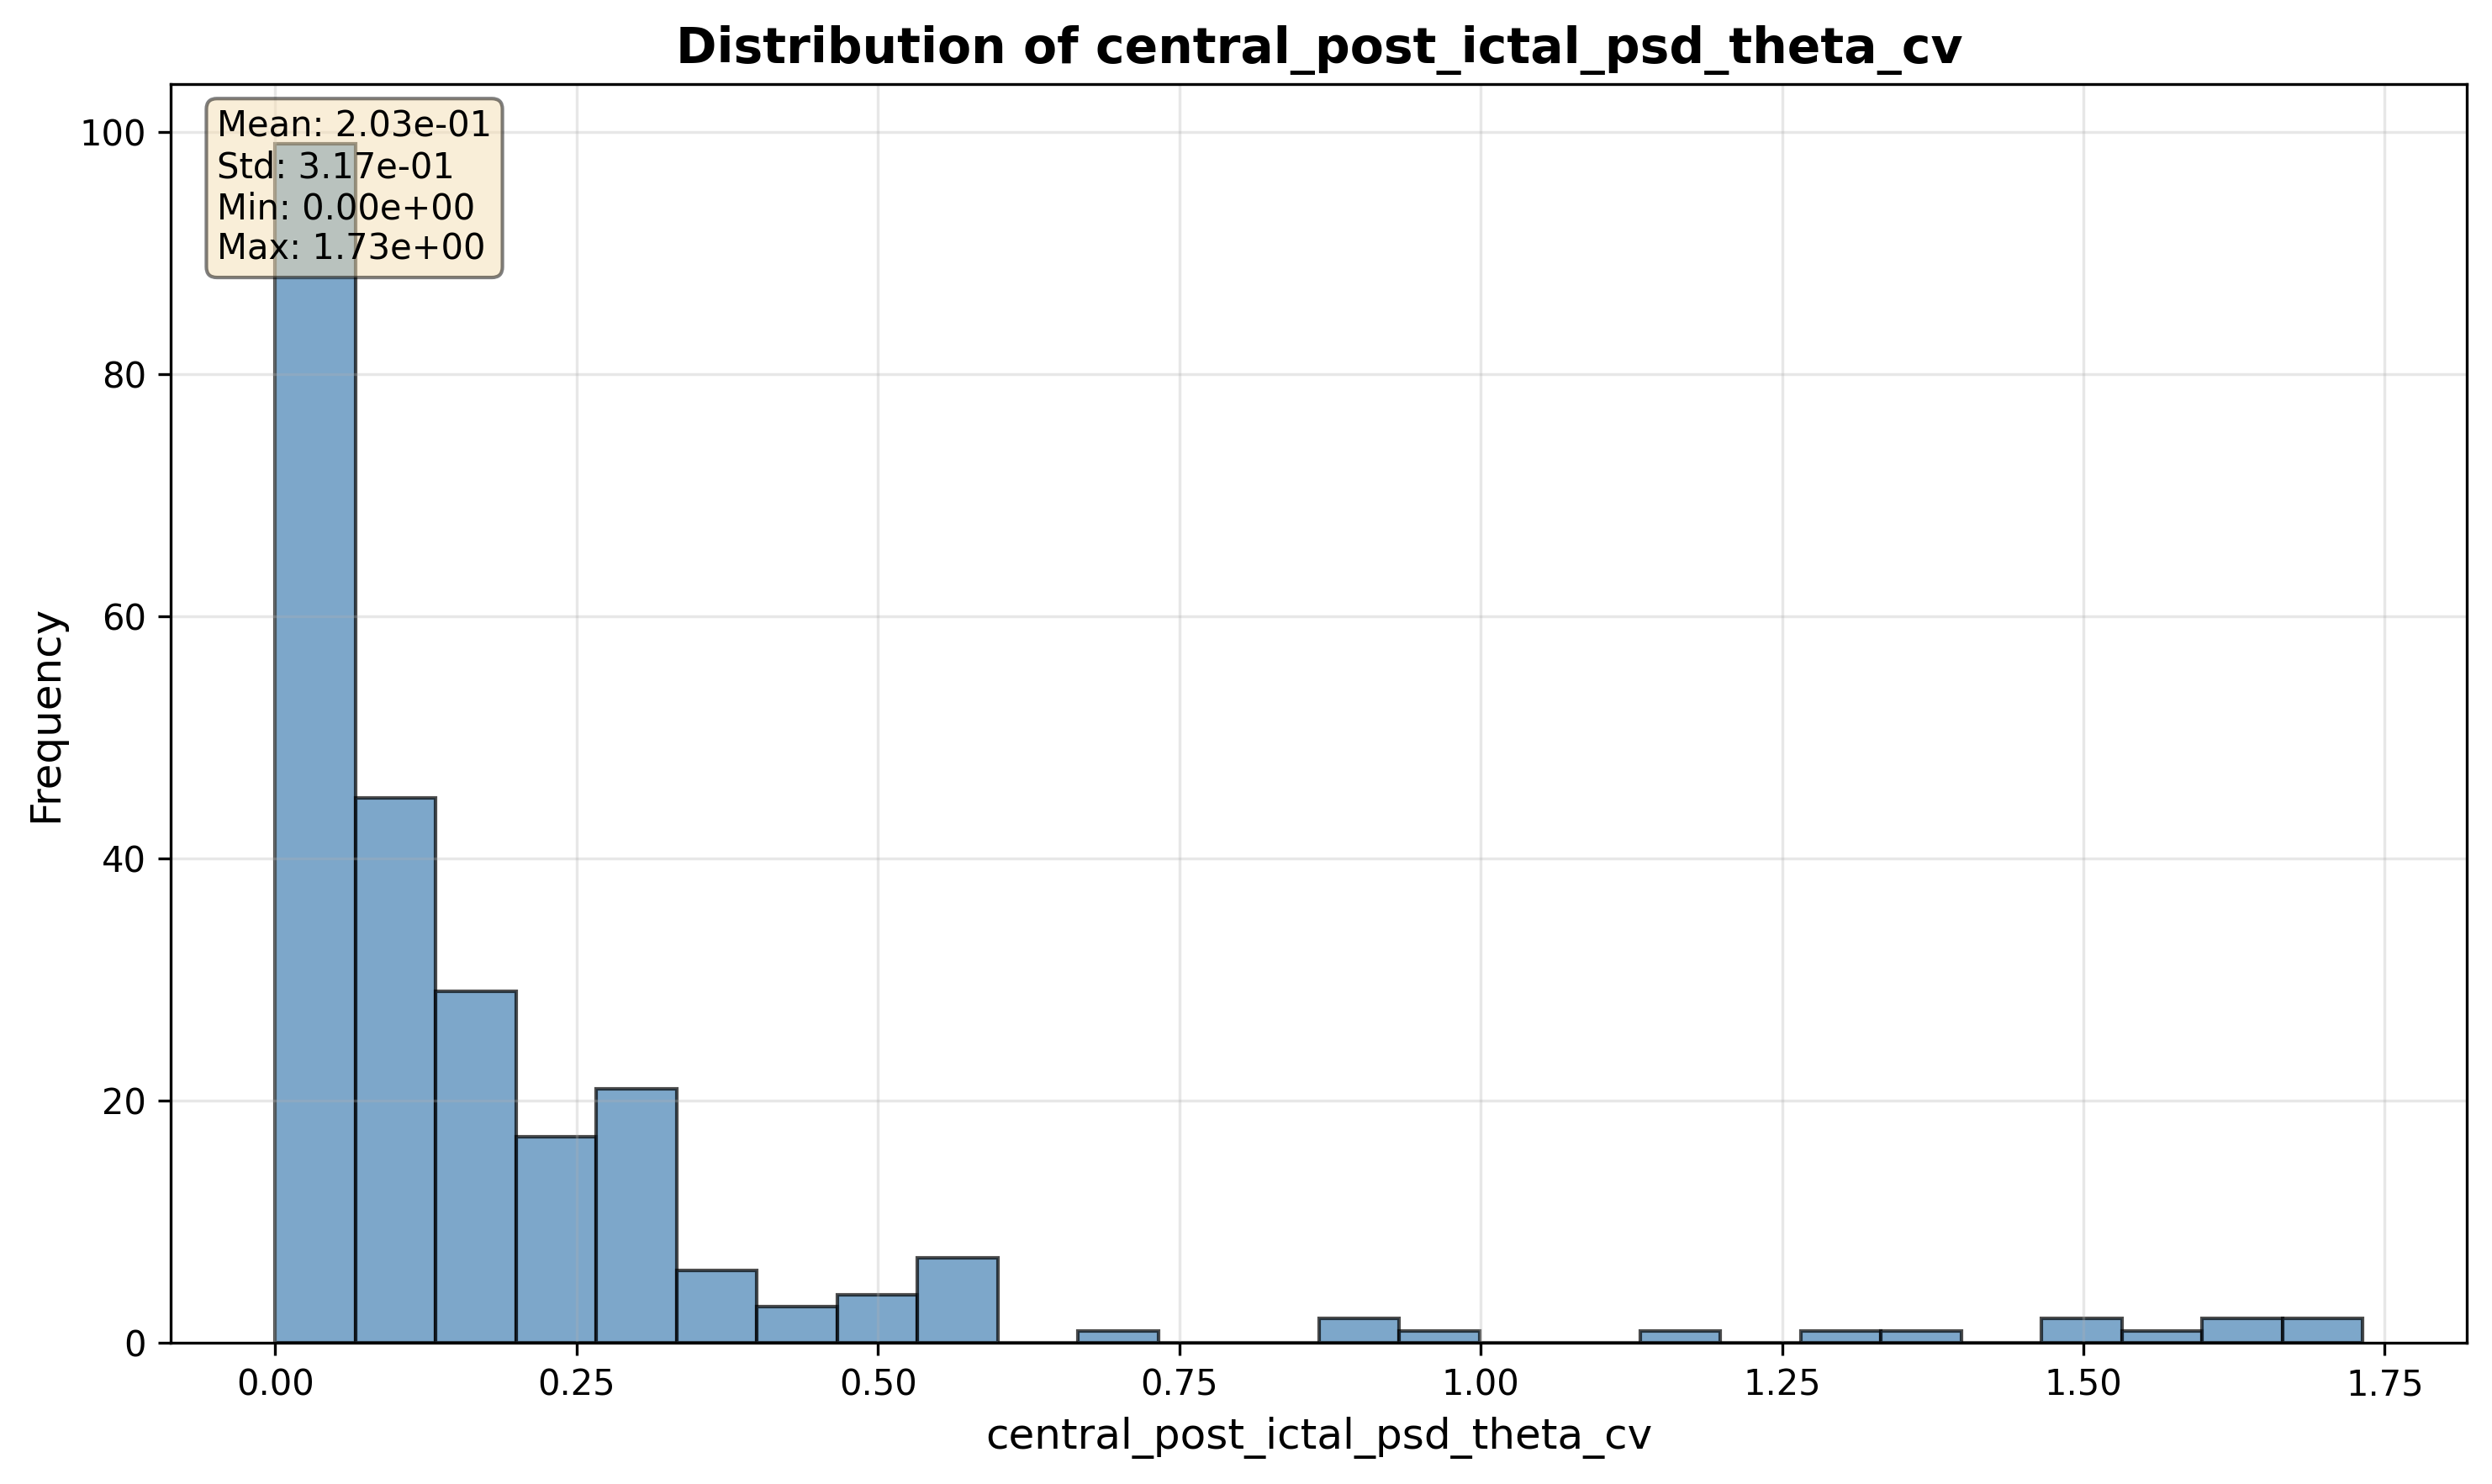 Distribution of central_post_ictal_psd_theta_cv
Mean: 2.03e-01
Std: 3.17e-01
Min: 0.00e+00
Max: 1.73e+00
100
80
60
40
20
0
Frequency
0.00 0.25 0.50 0.75 1.00 1.25 1.50 1.75
central_post_ictal_psd_theta_cv